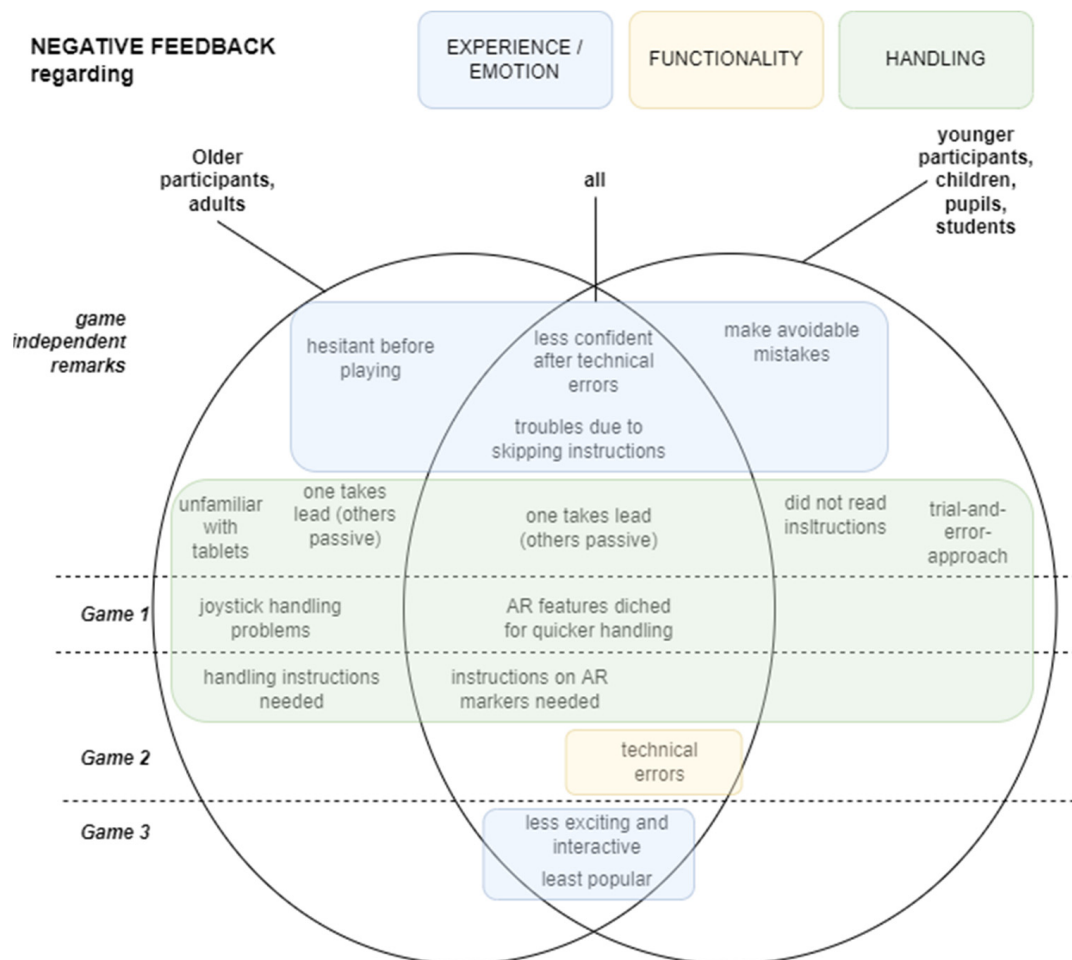 NEGATIVE FEEDBACK
regarding
EXPERIENCE /
EMOTION
FUNCTIONALITY
HANDLING
Older
participants,
adults
all
younger
participants,
children,
pupils,
students
game
independent
remarks
hesitant before
playing
less confident
after technical
errors
make avoidable
mistakes
troubles due to
skipping instructions
unfamiliar
with
tablets
one takes
lead (others
passive)
one takes lead
(others passive)
did not read
insltructions
trial-and-
error-
approach
Game 1
joystick handling
problems
AR features diched
for quicker handling
handling instructions
needed
instructions on AR
markers needed
Game 2
technical
errors
Game 3
less exciting and
interactive
least popular